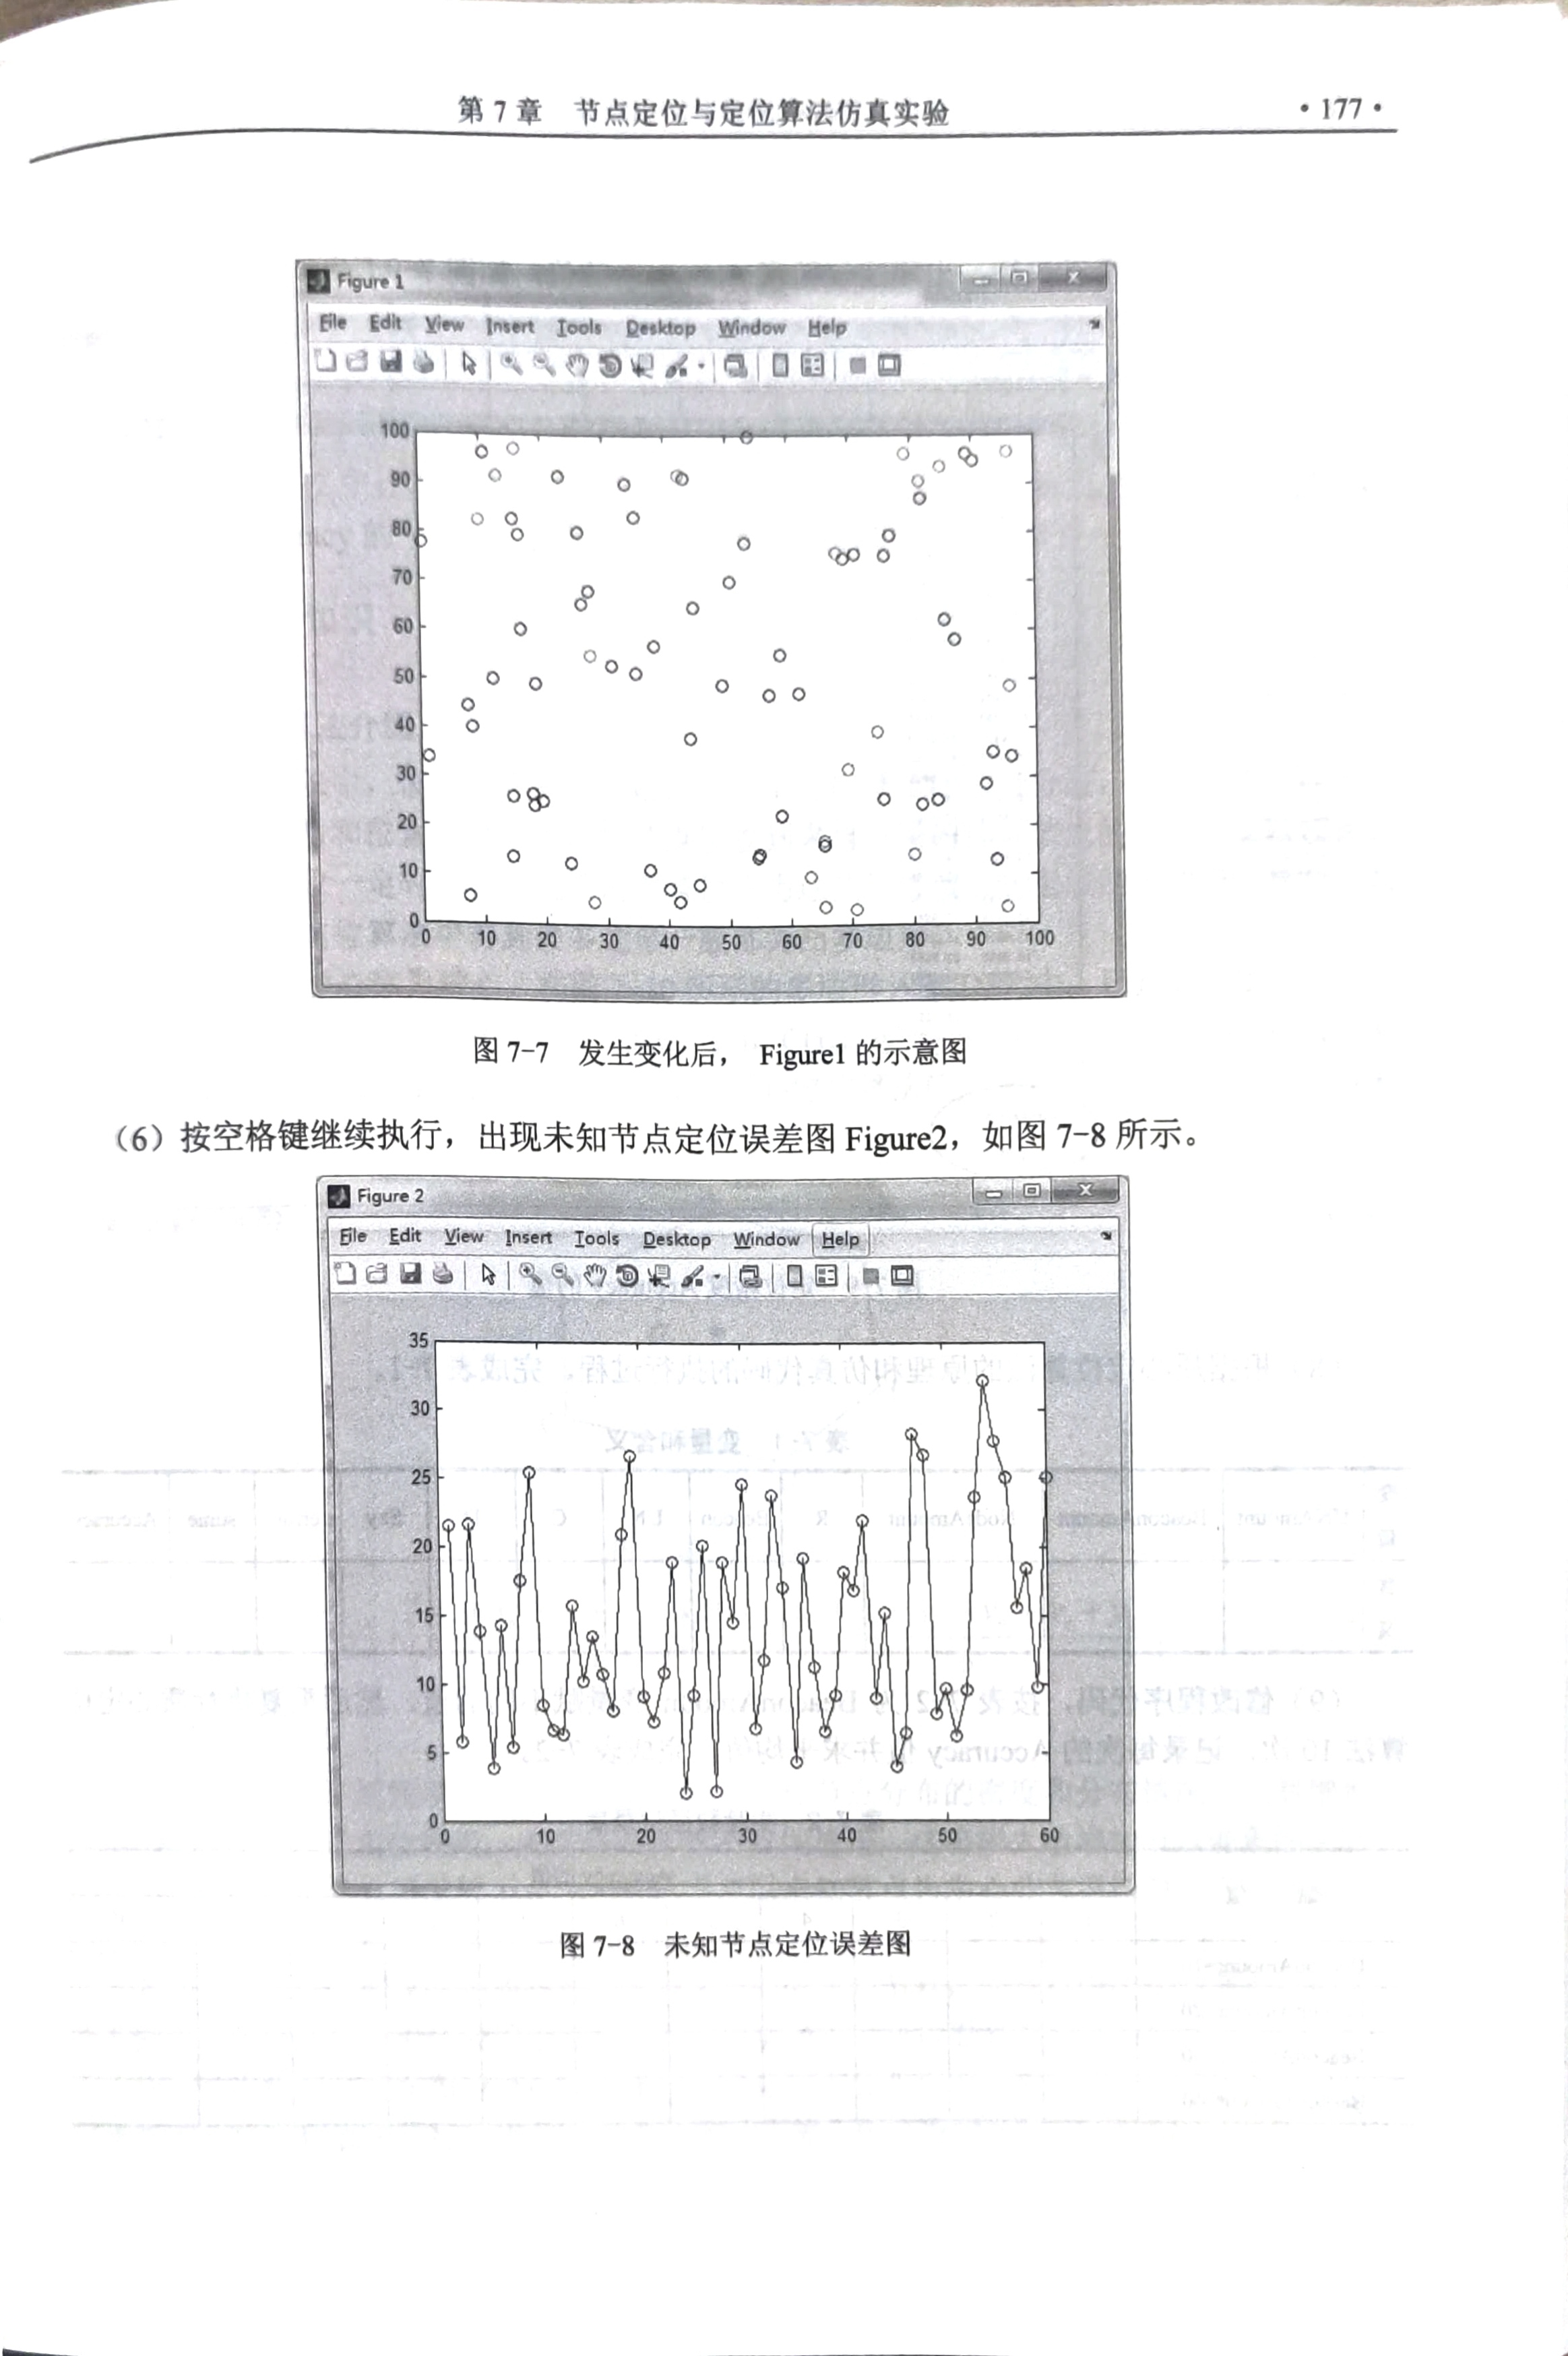 第 7 章 节点定位与定位算法仿真实验 • 177 •
Figure 1
File Edit View Insert Tools Desktop Window Help
100
90
80
70
60
50
40
30
20
10
0
0 10 20 30 40 50 60 70 80 90 100
图 7-7 发生变化后， Figure1 的示意图
（6）按空格键继续执行，出现未知节点定位误差图 Figure2，如图 7-8 所示。
Figure 2
File Edit View Insert Tools Desktop Window Help
35
30
25
20
15
10
5
0
0 10 20 30 40 50 60
图 7-8 未知节点定位误差图